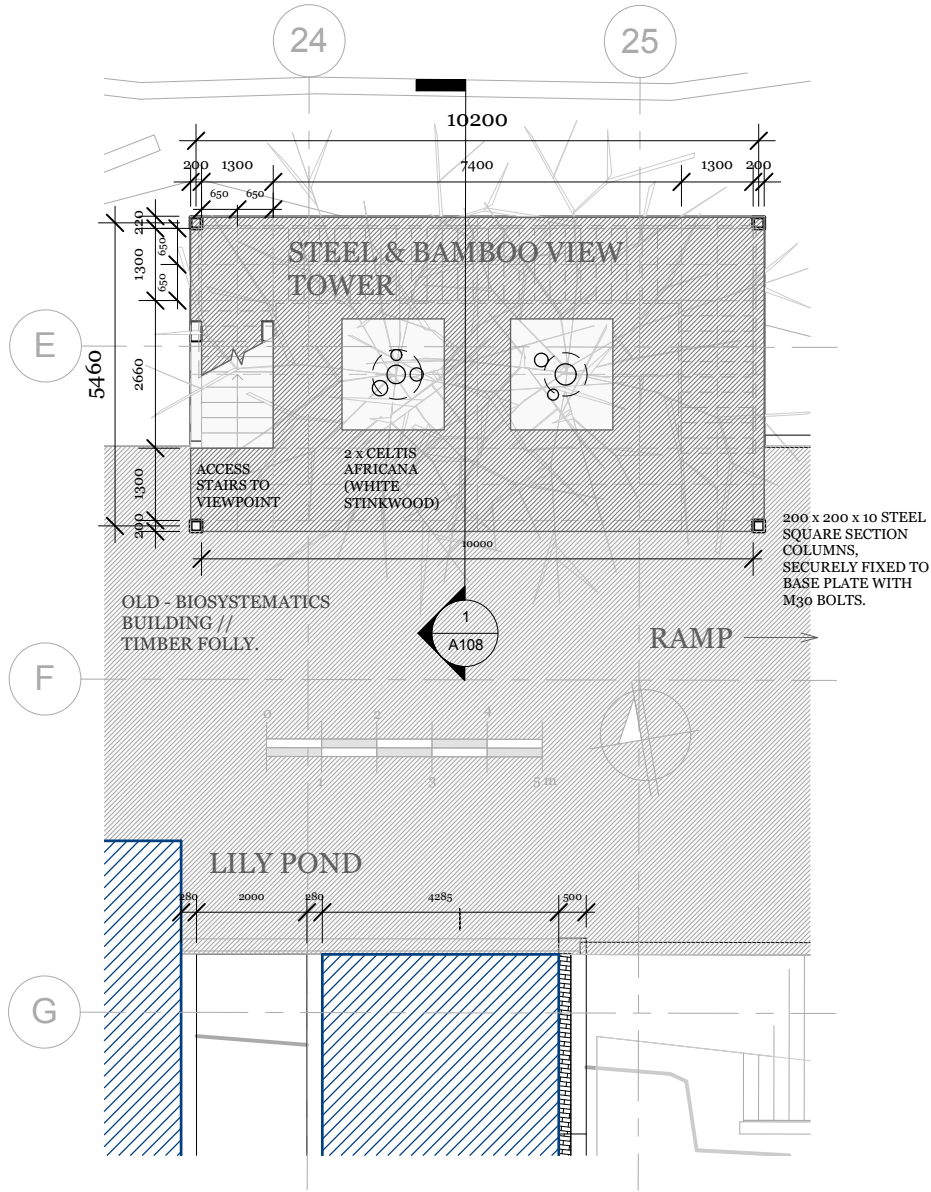 24
25
10200
200 1300 7400 1300 200
650 650
220
1300
650
650
2660
5460
1300
200
STEEL & BAMBOO VIEW
TOWER
E
ACCESS
STAIRS TO
VIEWPOINT
2 x CELTIS
AFRICANA
(WHITE
STINKWOOD)
10000
200 x 200 x 10 STEEL
SQUARE SECTION
COLUMNS,
SECURELY FIXED TO
BASE PLATE WITH
M30 BOLTS.
OLD - BIOSYSTEMATICS
BUILDING //
TIMBER FOLLY.
1
A108
RAMP
F
0 2 4
1 3 5 m
LILY POND
280 2000 280 4285 500
G